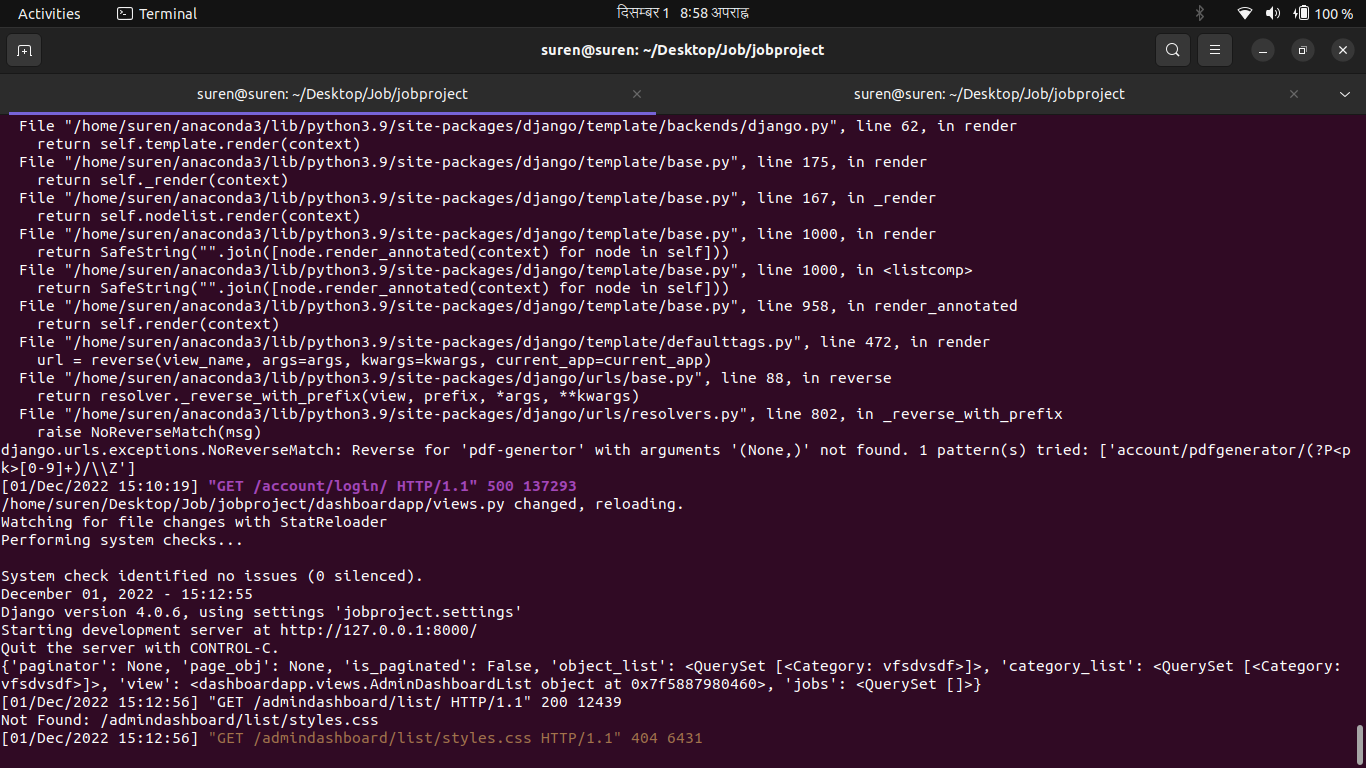 Activities Terminal दिसम्बर 1 8:58 अपराह्न 100 %
suren@suren: ~/Desktop/Job/jobproject
suren@suren: ~/Desktop/Job/jobproject suren@suren: ~/Desktop/Job/jobproject
File "/home/suren/anaconda3/lib/python3.9/site-packages/django/template/backends/django.py", line 62, in render
return self.template.render(context)
File "/home/suren/anaconda3/lib/python3.9/site-packages/django/template/base.py", line 175, in render
return self._render(context)
File "/home/suren/anaconda3/lib/python3.9/site-packages/django/template/base.py", line 167, in _render
return self.nodelist.render(context)
File "/home/suren/anaconda3/lib/python3.9/site-packages/django/template/base.py", line 1000, in render
return SafeString("".join([node.render_annotated(context) for node in self]))
File "/home/suren/anaconda3/lib/python3.9/site-packages/django/template/base.py", line 1000, in <listcomp>
return SafeString("".join([node.render_annotated(context) for node in self]))
File "/home/suren/anaconda3/lib/python3.9/site-packages/django/template/base.py", line 958, in render_annotated
return self.render(context)
File "/home/suren/anaconda3/lib/python3.9/site-packages/django/template/defaulttags.py", line 472, in render
url = reverse(view_name, args=args, kwargs=kwargs, current_app=current_app)
File "/home/suren/anaconda3/lib/python3.9/site-packages/django/urls/base.py", line 88, in reverse
return resolver._reverse_with_prefix(view, prefix, *args, **kwargs)
File "/home/suren/anaconda3/lib/python3.9/site-packages/django/urls/resolvers.py", line 802, in _reverse_with_prefix
raise NoReverseMatch(msg)
django.urls.exceptions.NoReverseMatch: Reverse for 'pdf-genertor' with arguments '(None,)' not found. 1 pattern(s) tried: ['account/pdfgenerator/(?P<p
k>[0-9]+)/\\Z']
[01/Dec/2022 15:10:19] "GET /account/login/ HTTP/1.1" 500 137293
/home/suren/Desktop/Job/jobproject/dashboardapp/views.py changed, reloading.
Watching for file changes with StatReloader
Performing system checks...
System check identified no issues (0 silenced).
December 01, 2022 - 15:12:55
Django version 4.0.6, using settings 'jobproject.settings'
Starting development server at http://127.0.0.1:8000/
Quit the server with CONTROL-C.
{'paginator': None, 'page_obj': None, 'is_paginated': False, 'object_list': <QuerySet [<Category: vfsdvsdf>]>, 'category_list': <QuerySet [<Category:
vfsdvsdf>]>, 'view': <dashboardapp.views.AdminDashboardList object at 0x7f5887980460>, 'jobs': <QuerySet []>}
[01/Dec/2022 15:12:56] "GET /admindashboard/list/ HTTP/1.1" 200 12439
Not Found: /admindashboard/list/styles.css
[01/Dec/2022 15:12:56] "GET /admindashboard/list/styles.css HTTP/1.1" 404 6431